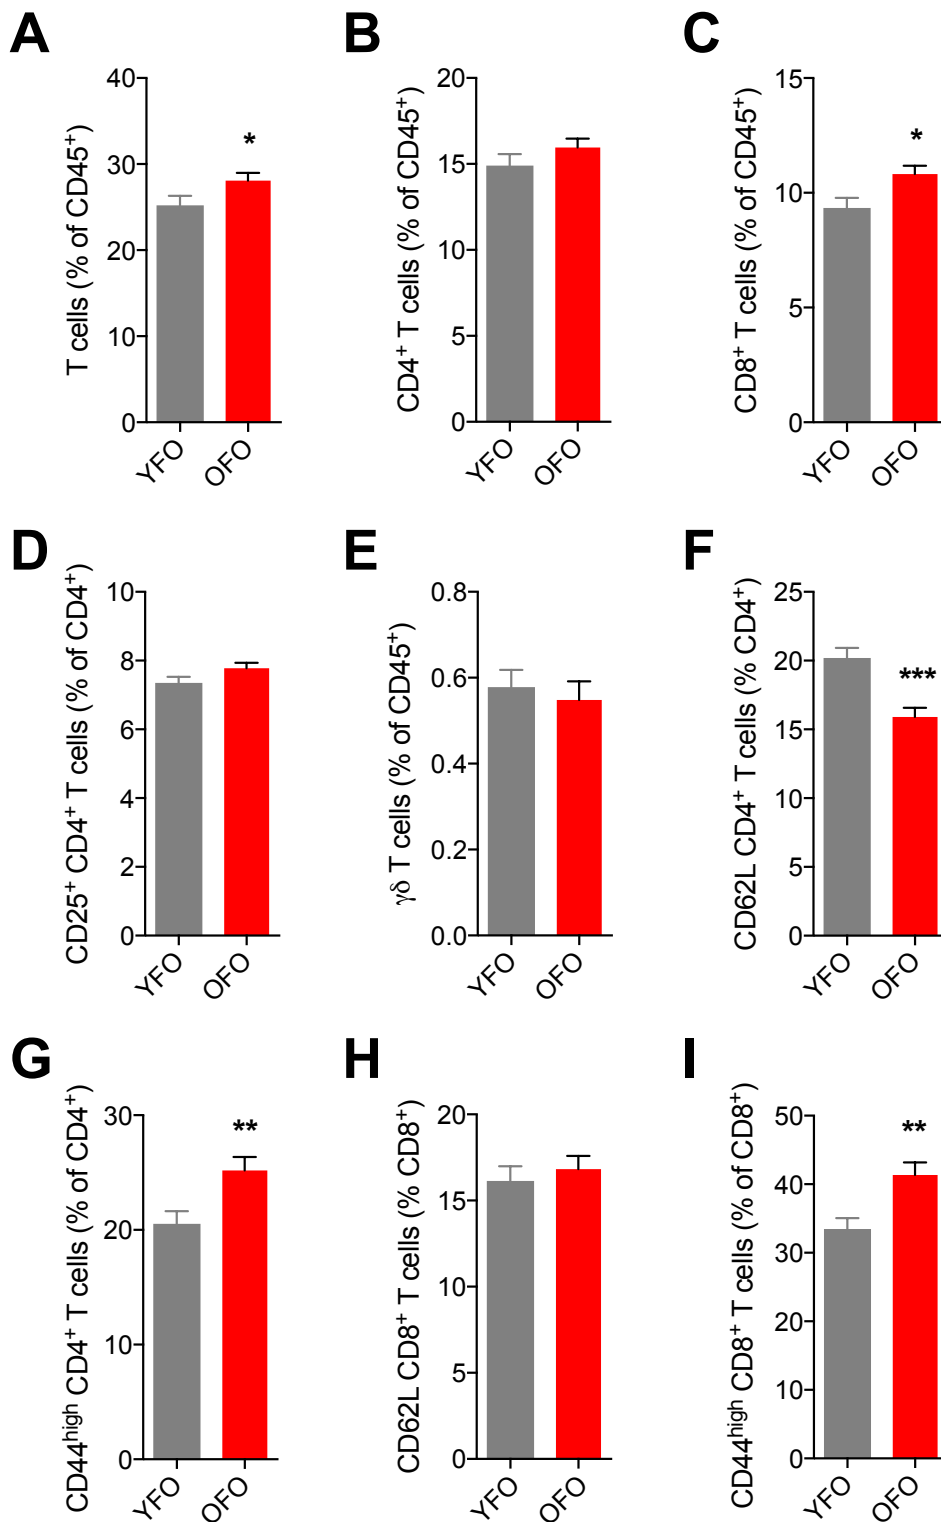 A
T cells (% of CD45⁺)
40
30
20
10
0
*
YFO
OFO
B
CD4⁺ T cells (% of CD45⁺)
20
15
10
5
0
YFO
OFO
C
CD8⁺ T cells (% of CD45⁺)
15
10
5
0
*
YFO
OFO
D
CD25⁺ CD4⁺ T cells (% of CD4⁺)
10
8
6
4
2
0
YFO
OFO
E
γδ T cells (% of CD45⁺)
0.8
0.6
0.4
0.2
0.0
YFO
OFO
F
CD62L CD4⁺ T cells (% CD4⁺)
25
20
15
10
5
0
***
YFO
OFO
G
CD44ʰⁱᵍʰ CD4⁺ T cells (% of CD4⁺)
30
20
10
0
**
YFO
OFO
H
CD62L CD8⁺ T cells (% CD8⁺)
20
15
10
5
0
YFO
OFO
I
CD44ʰⁱᵍʰ CD8⁺ T cells (% of CD8⁺)
50
40
30
20
10
0
**
YFO
OFO